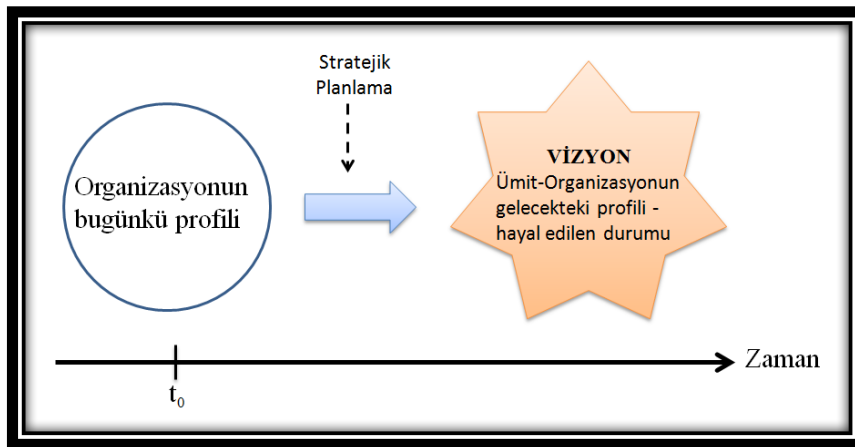 Stratejik
Planlama
Organizasyonun
bugünkü profili
VİZYON
Ümit-Organizasyonun
gelecekteki profili -
hayal edilen durumu
Zaman
t₀